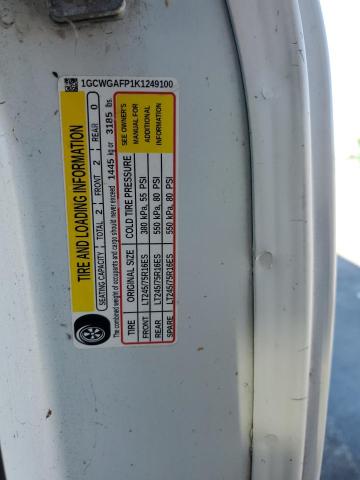 1GCWGAFP1K1249100
TIRE AND LOADING INFORMATION
SEATING CAPACITY TOTAL 2 FRONT 2 REAR 0
The combined weight of occupants and cargo should never exceed 1445 kg or 3185 lbs.
TIRE ORIGINAL SIZE COLD TIRE PRESSURE SEE OWNER'S
FRONT LT245/75R16ES 380 kPa, 55 PSI MANUAL FOR
REAR LT245/75R16ES 550 kPa, 80 PSI ADDITIONAL
SPARE LT245/75R16ES 550 kPa, 80 PSI INFORMATION